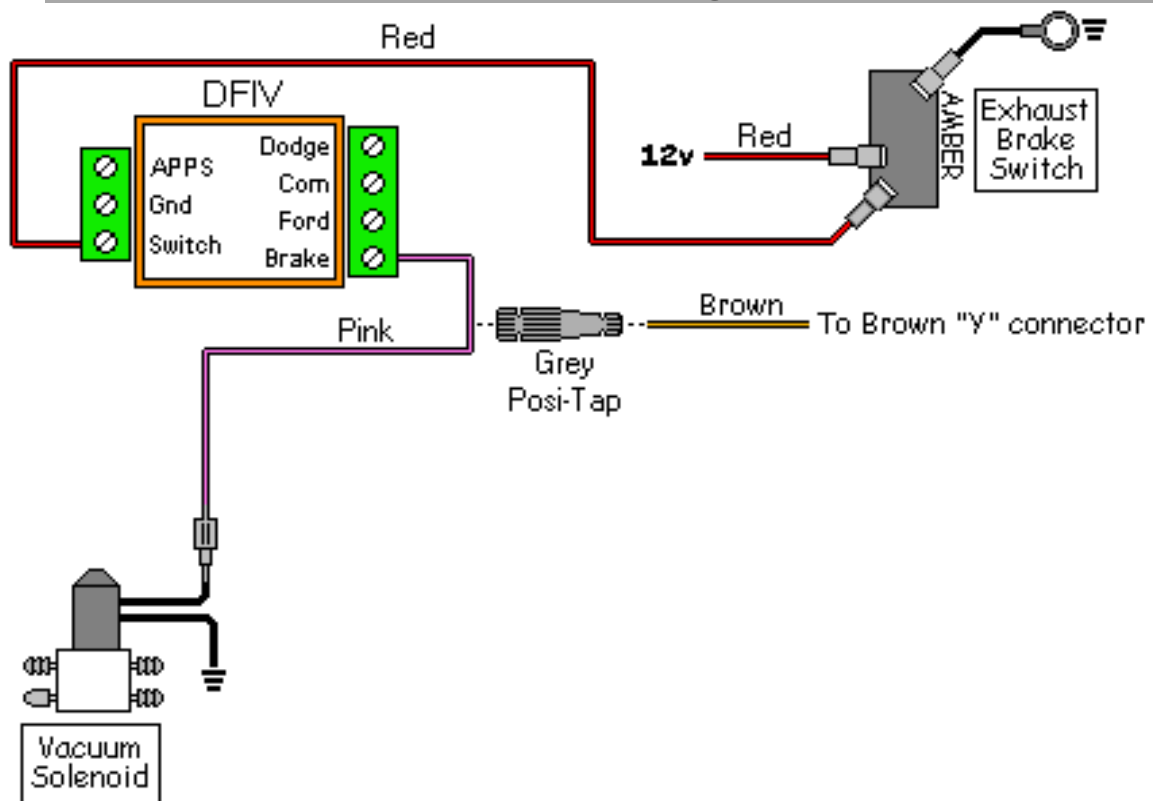 Red
DFIV
APPS
Gnd
Switch
Dodge
Com
Ford
Brake
12v
Red
AMBER
Exhaust
Brake
Switch
Pink
Grey
Posi-Tap
Brown
To Brown "Y" connector
Vacuum
Solenoid